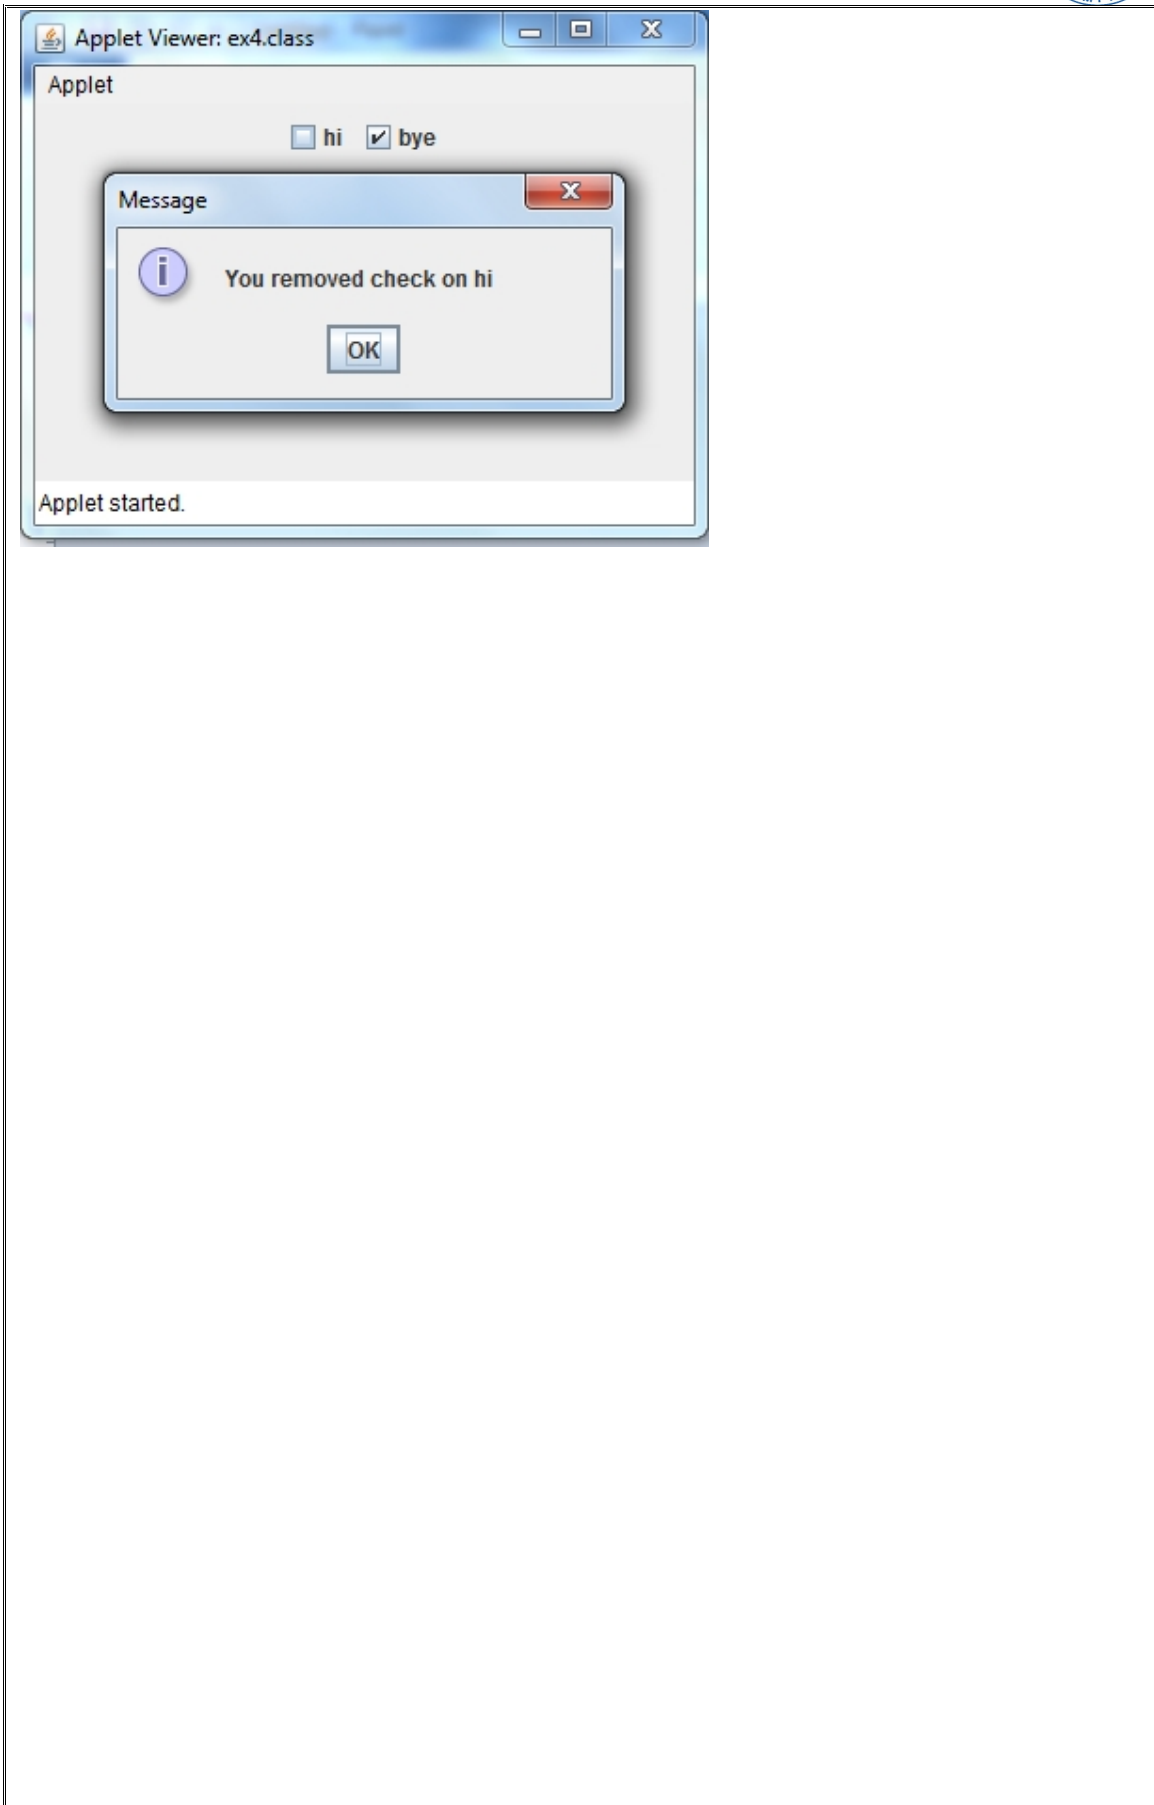 Applet Viewer: ex4.class
Applet
hi bye
Message
You removed check on hi
OK
Applet started.